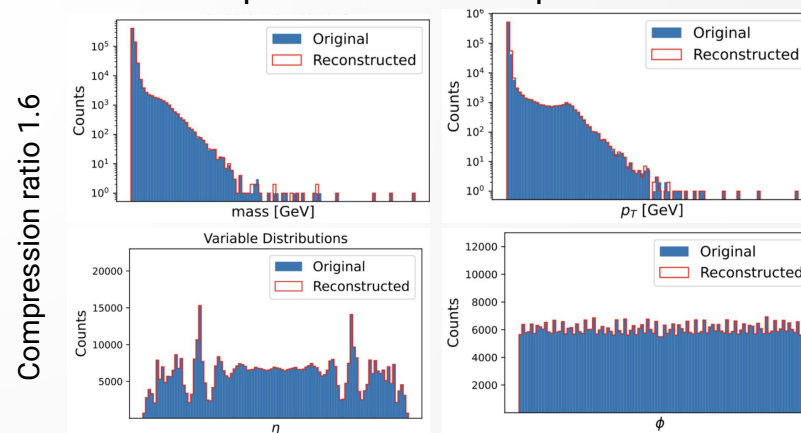 Compression ratio 1.6
Counts
10⁵
10⁴
10³
10²
10¹
10⁰
Original
Reconstructed
mass [GeV]
Counts
10⁶
10⁵
10⁴
10³
10²
10¹
10⁰
Original
Reconstructed
p_T [GeV]
Variable Distributions
Counts
20000
15000
10000
5000
Original
Reconstructed
η
Counts
12000
10000
8000
6000
4000
2000
Original
Reconstructed
ϕ